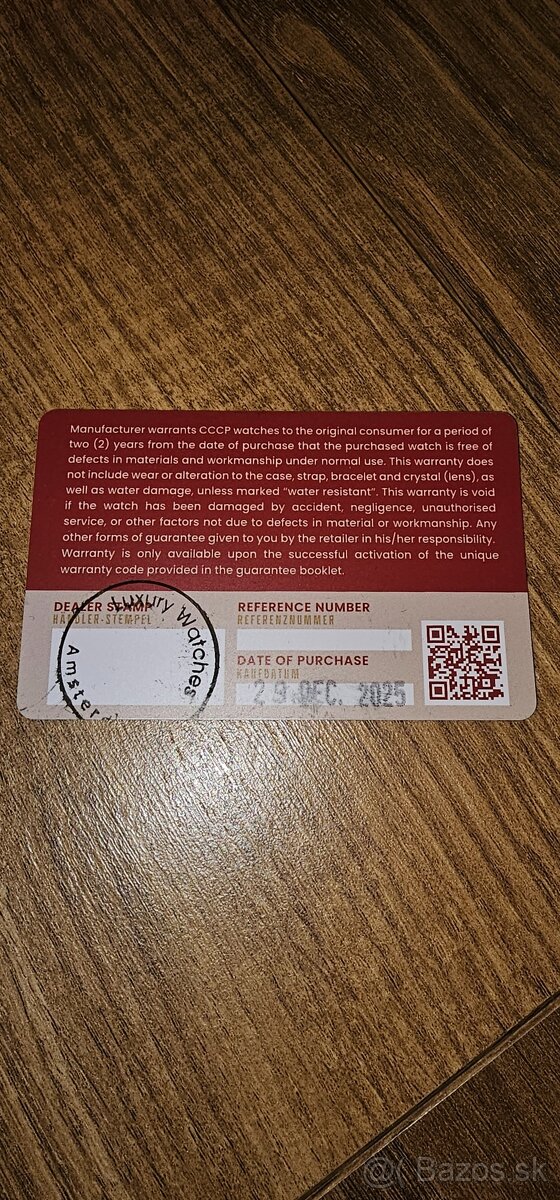 Manufacturer warrants CCCP watches to the original consumer for a period of
two (2) years from the date of purchase that the purchased watch is free of
defects in materials and workmanship under normal use. This warranty does
not include wear or alteration to the case, strap, bracelet and crystal (lens), as
well as water damage, unless marked "water resistant". This warranty is void
if the watch has been damaged by accident, negligence, unauthorised
service, or other factors not due to defects in material or workmanship. Any
other forms of guarantee given to you by the retailer in his/her responsibility.
Warranty is only available upon the successful activation of the unique
warranty code provided in the guarantee booklet.
DEALER STAMP
HÄNDLER-STEMPEL
Luxury Watches
Amster
REFERENCE NUMBER
REFERENZNUMMER
DATE OF PURCHASE
KAUFDATUM
29 DEC. 2025
Bazos.sk